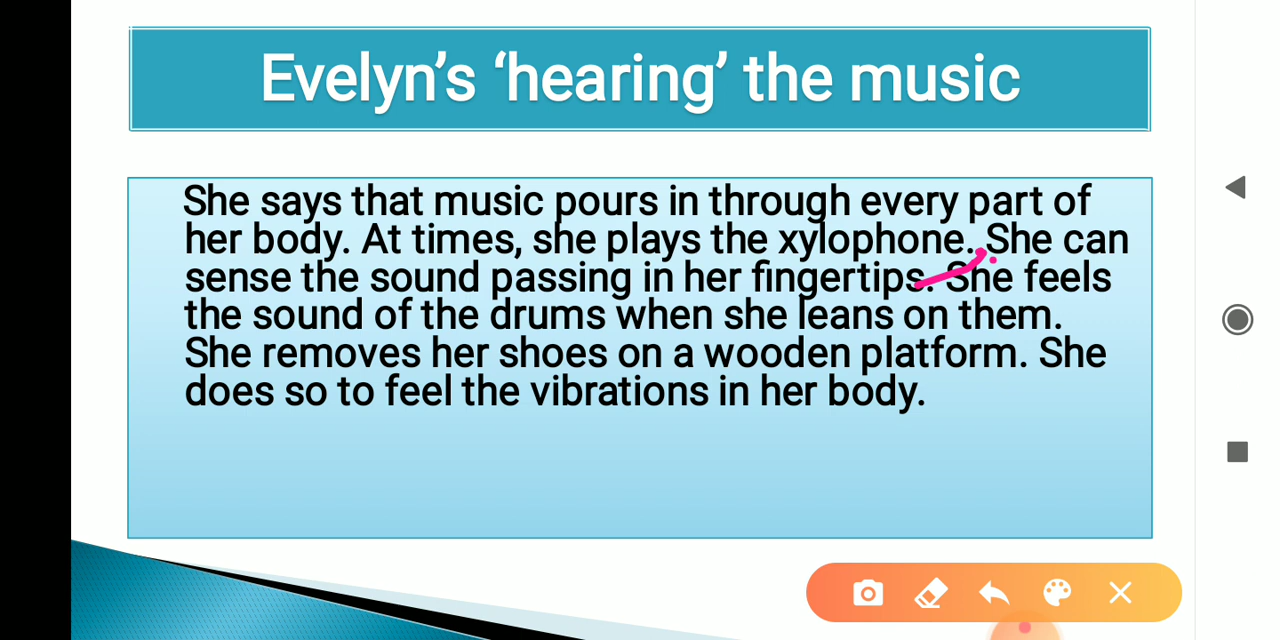 Evelyn’s ‘hearing’ the music
She says that music pours in through every part of
her body. At times, she plays the xylophone. She can
sense the sound passing in her fingertips. She feels
the sound of the drums when she leans on them.
She removes her shoes on a wooden platform. She
does so to feel the vibrations in her body.